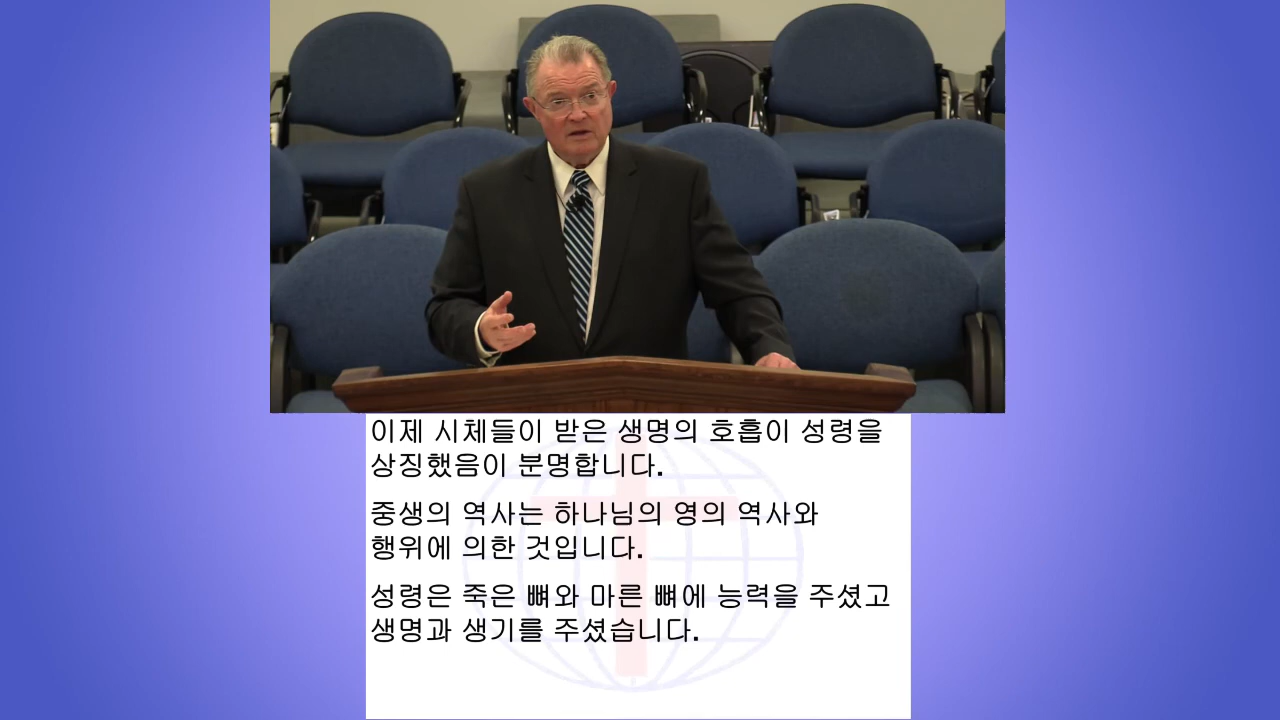 이제 시체들이 받은 생명의 호흡이 성령을
상징했음이 분명합니다.
중생의 역사는 하나님의 영의 역사와
행위에 의한 것입니다.
성령은 죽은 뼈와 마른 뼈에 능력을 주셨고
생명과 생기를 주셨습니다.